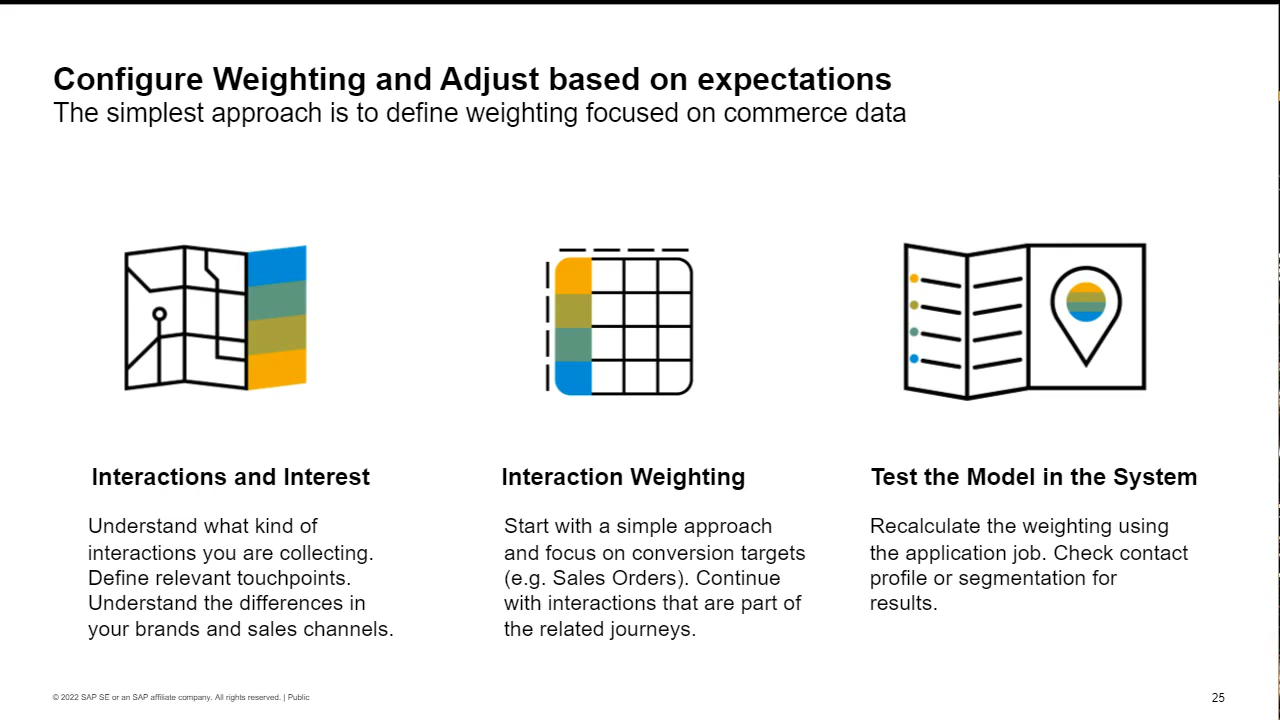 Configure Weighting and Adjust based on expectations
The simplest approach is to define weighting focused on commerce data
Interactions and Interest
Understand what kind of
interactions you are collecting.
Define relevant touchpoints.
Understand the differences in
your brands and sales channels.
Interaction Weighting
Start with a simple approach
and focus on conversion targets
(e.g. Sales Orders). Continue
with interactions that are part of
the related journeys.
Test the Model in the System
Recalculate the weighting using
the application job. Check contact
profile or segmentation for
results.
© 2022 SAP SE or an SAP affiliate company. All rights reserved. | Public
25